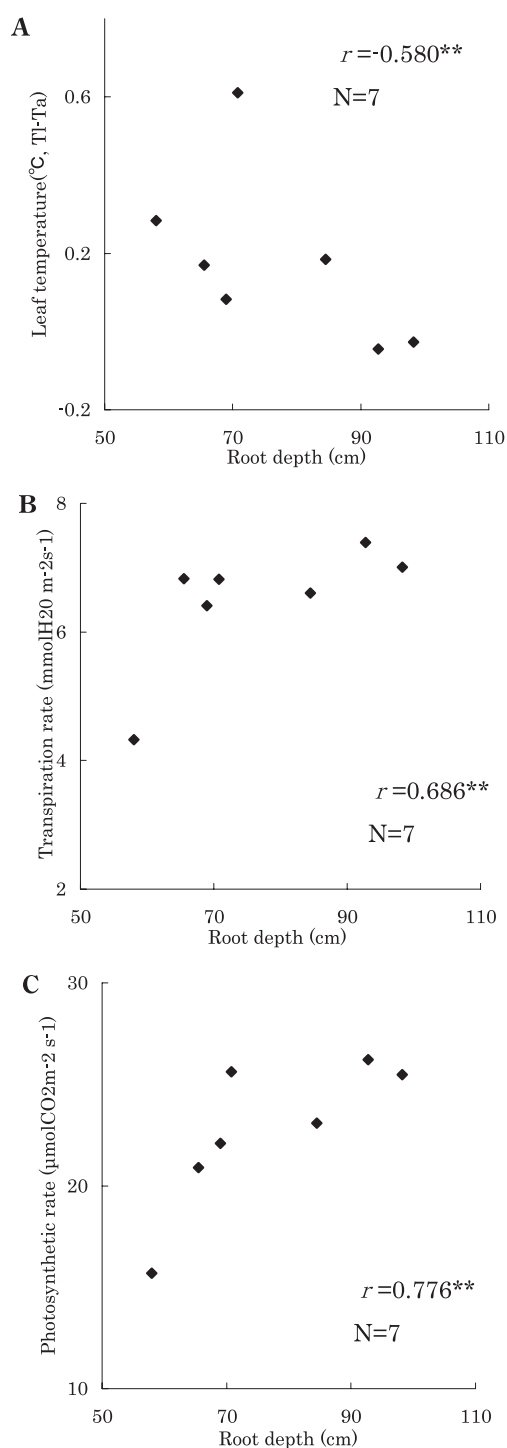 A
r=-0.580**
N=7
0.6
0.2
-0.2
Leaf temperature(℃, Tl-Ta)
50 70 90 110
Root depth (cm)
B
8
6
4
2
Transpiration rate (mmolH20 m-2s-1)
r=0.686**
N=7
50 70 90 110
Root depth (cm)
C
30
20
10
Photosynthetic rate (µmolCO2m-2 s-1)
r=0.776**
N=7
50 70 90 110
Root depth (cm)